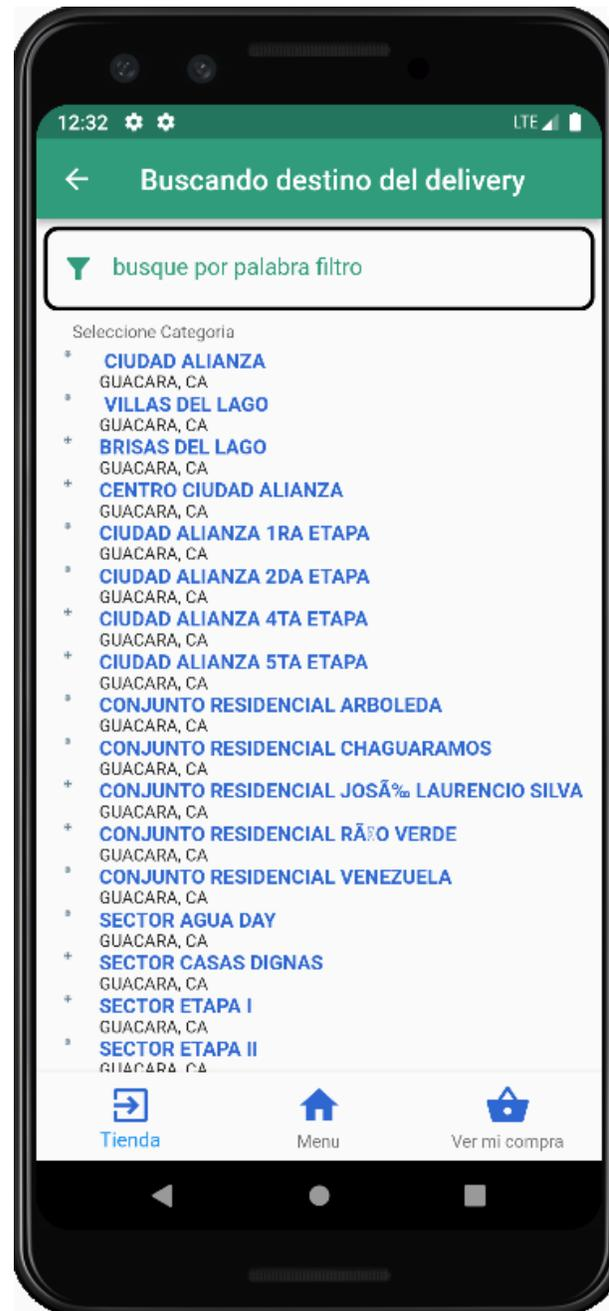 12:32
LTE
Buscando destino del delivery
busque por palabra filtro
Seleccione Categoria
CIUDAD ALIANZA
GUACARA, CA
VILLAS DEL LAGO
GUACARA, CA
BRISAS DEL LAGO
GUACARA, CA
CENTRO CIUDAD ALIANZA
GUACARA, CA
CIUDAD ALIANZA 1RA ETAPA
GUACARA, CA
CIUDAD ALIANZA 2DA ETAPA
GUACARA, CA
CIUDAD ALIANZA 4TA ETAPA
GUACARA, CA
CIUDAD ALIANZA 5TA ETAPA
GUACARA, CA
CONJUNTO RESIDENCIAL ARBOLEDA
GUACARA, CA
CONJUNTO RESIDENCIAL CHAGUARAMOS
GUACARA, CA
CONJUNTO RESIDENCIAL JOSÃ‰ LAURENCIO SILVA
GUACARA, CA
CONJUNTO RESIDENCIAL VERDE
GUACARA, CA
CONJUNTO RESIDENCIAL VENEZUELA
GUACARA, CA
SECTOR AGUA DAY
GUACARA, CA
SECTOR CASAS DIGNAS
GUACARA, CA
SECTOR ETAPA I
GUACARA, CA
SECTOR ETAPA II
GUACARA, CA
Tienda
Menu
Ver mi compra